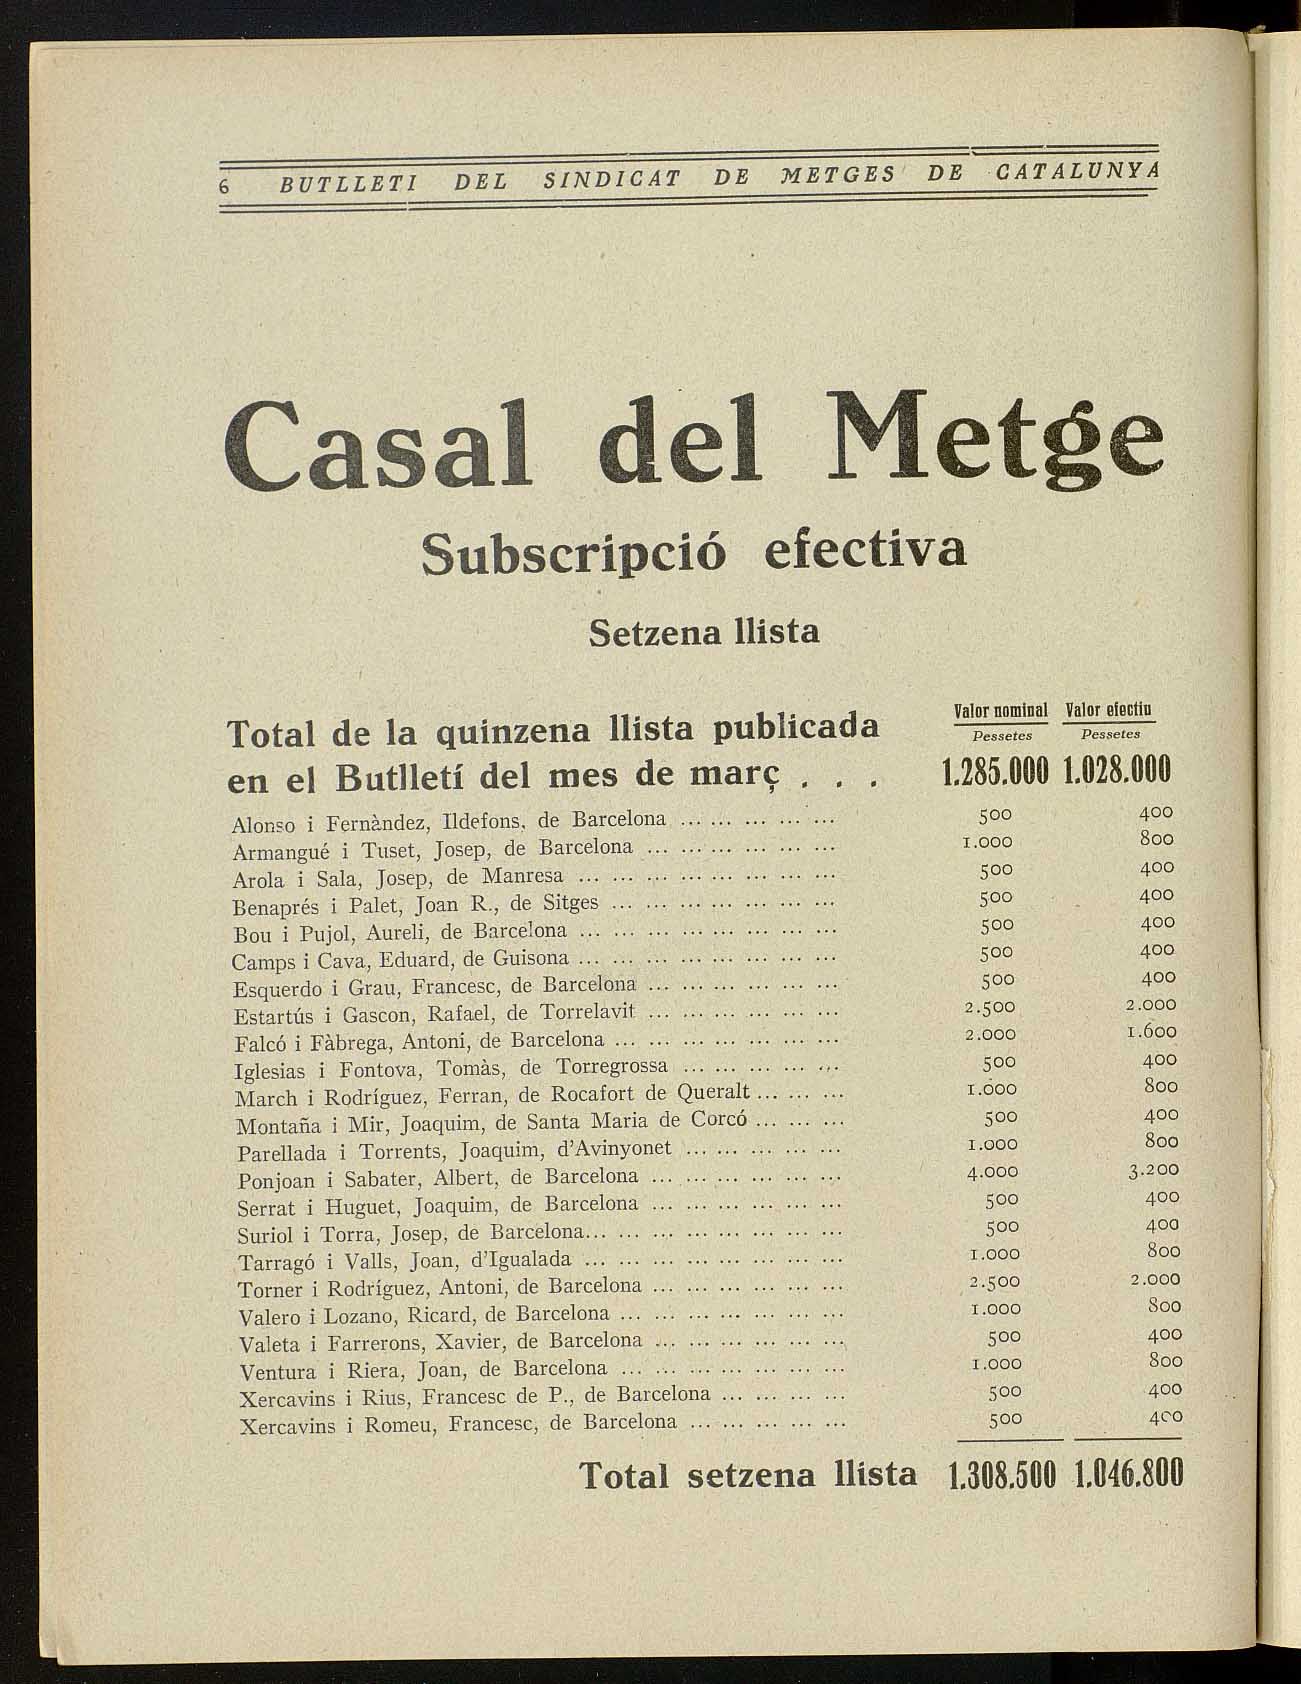 6 BUTLLETI DEL SINDICAT DE METGES DE CATALUNYA
Casal del Metge
Subscripció efectiva
Setzena llista
Valor nominal Valor efectiu
Pessetes Pessetes
Total de la quinzena llista publicada
en el Butlletí del mes de març . . . 1.285.000 1.028.000
Alonso i Fernàndez, Ildefons, de Barcelona ... ... ... ... ... 500 400
Armangué i Tuset, Josep, de Barcelona ... ... ... ... ... ... 1.000 800
Arola i Sala, Josep, de Manresa ... ... ... ... ... ... ... ... 500 400
Benaprés i Palet, Joan R., de Sitges ... ... ... ... ... ... ... 500 400
Bou i Pujol, Aureli, de Barcelona ... ... ... ... ... ... ... ... 500 400
Camps i Cava, Eduard, de Guisona ... ... ... ... ... ... ... ... 500 400
Esquerdo i Grau, Francesc, de Barcelona ... ... ... ... ... ... 500 400
Estartús i Gascon, Rafael, de Torrelavit ... ... ... ... ... ... 2.500 2.000
Falcó i Fàbrega, Antoni, de Barcelona ... ... ... ... ... ... ... 2.000 1.600
Iglesias i Fontova, Tomàs, de Torregrossa ... ... ... ... ... 500 400
March i Rodríguez, Ferran, de Rocafort de Queralt ... ... ... 1.000 800
Montaña i Mir, Joaquim, de Santa Maria de Corcó ... ... ... 500 400
Parellada i Torrents, Joaquim, d'Avinyonet ... ... ... ... ... 1.000 800
Ponjoan i Sabater, Albert, de Barcelona ... ... ... ... ... ... 4.000 3.200
Serrat i Huguet, Joaquim, de Barcelona ... ... ... ... ... ... 500 400
Suriol i Torra, Josep, de Barcelona... ... ... ... ... ... ... ... 500 400
Tarragó i Valls, Joan, d'Igualada ... ... ... ... ... ... ... ... 1.000 800
Torner i Rodríguez, Antoni, de Barcelona ... ... ... ... ... ... 2.500 2.000
Valero i Lozano, Ricard, de Barcelona ... ... ... ... ... ... ... 1.000 800
Valeta i Farrerons, Xavier, de Barcelona ... ... ... ... ... ... 500 400
Ventura i Riera, Joan, de Barcelona ... ... ... ... ... ... ... 1.000 800
Xercavins i Rius, Francesc de P., de Barcelona ... ... ... ... 500 400
Xercavins i Romeu, Francesc, de Barcelona ... ... ... ... ... 500 400
Total setzena llista 1.308.500 1.046.800